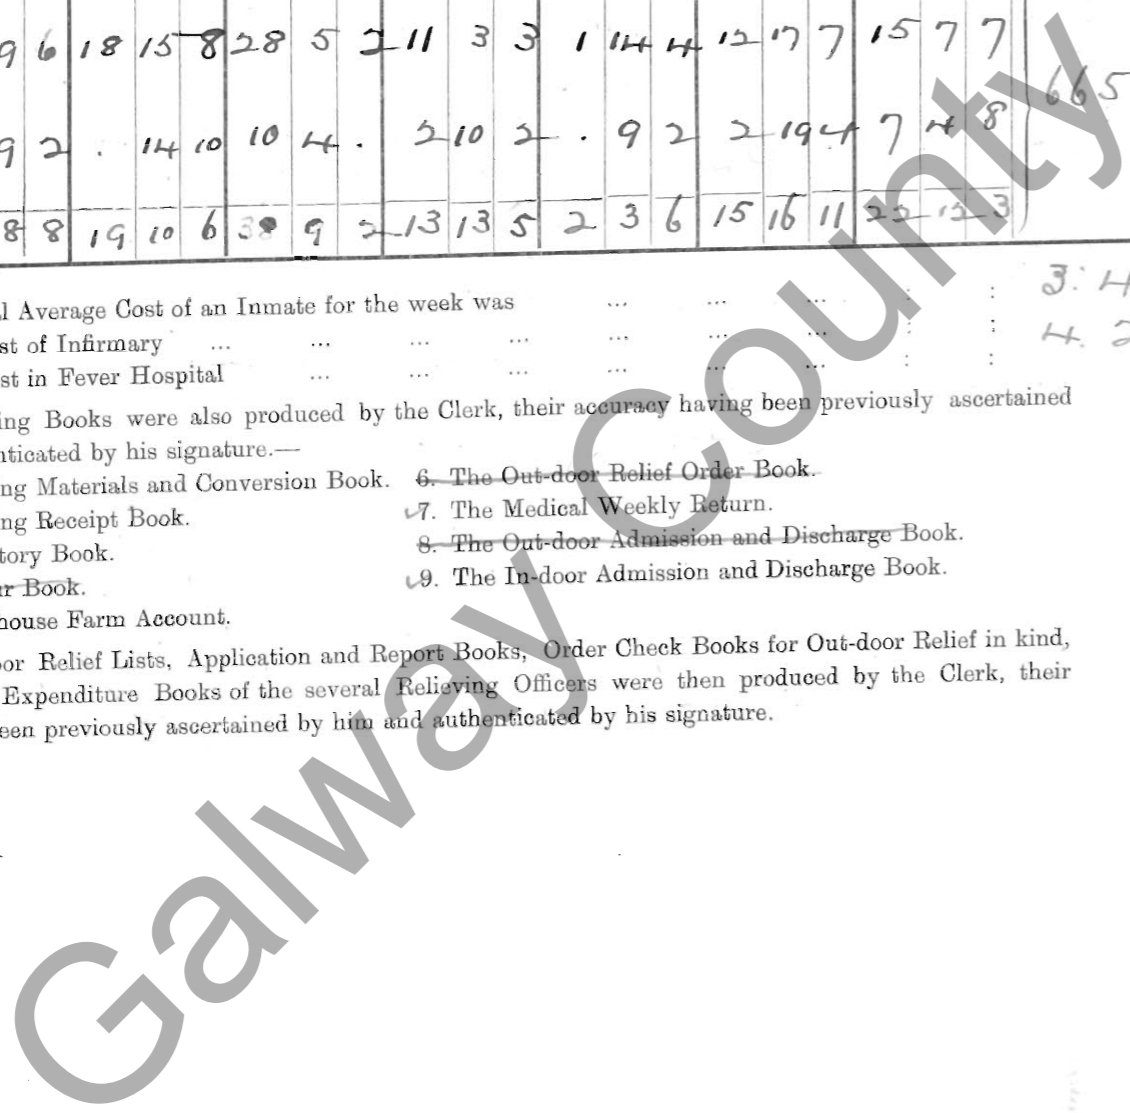 9 6 18 15 8 28 5 2 11 3 3 1 14 4 12 17 7 15 7 7
665
9 2 . 14 10 10 4 . 2 10 2 . 9 2 2 19 4 7 4 8
8 8 19 10 6 38 9 2 13 13 5 2 3 6 15 16 11 22 12 3
l Average Cost of an Inmate for the week was ... ... ... : : 3:4
st of Infirmary ... ... ... ... ... ... ... : : 4.2
st in Fever Hospital ... ... ... ... ... ... : :
ing Books were also produced by the Clerk, their accuracy having been previously ascertained
nticated by his signature.—
ng Materials and Conversion Book. 6. The Out-door Relief Order Book.
ng Receipt Book. 7. The Medical Weekly Return.
tory Book. 8. The Out-door Admission and Discharge Book.
r Book. 9. The In-door Admission and Discharge Book.
house Farm Account.
oor Relief Lists, Application and Report Books, Order Check Books for Out-door Relief in kind,
Expenditure Books of the several Relieving Officers were then produced by the Clerk, their
een previously ascertained by him and authenticated by his signature.
Galway County